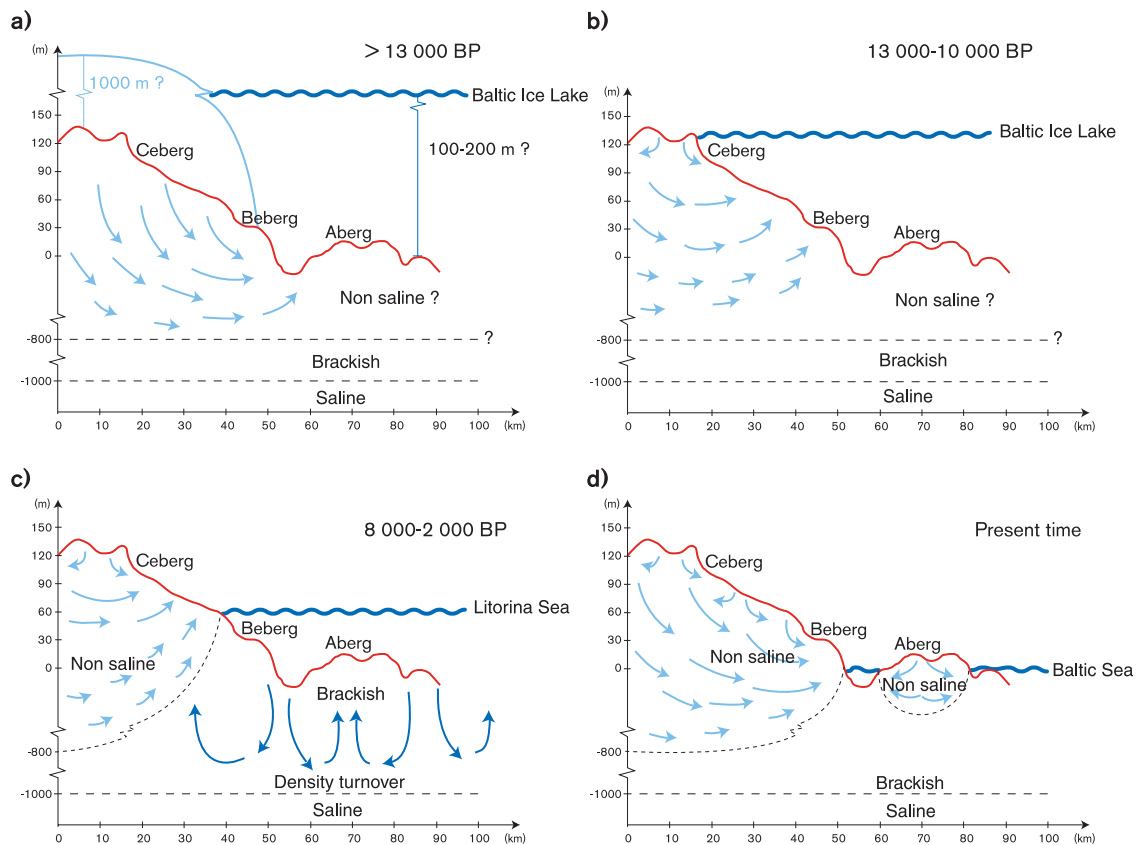 a)
> 13 000 BP
(m)
1000 m ?
Baltic Ice Lake
150
120
90
60
30
0
-800
-1000
Ceberg
100-200 m ?
Beberg
Aberg
Non saline ?
?
Brackish
Saline
0 10 20 30 40 50 60 70 80 90 100 (km)
b)
13 000-10 000 BP
(m)
Baltic Ice Lake
150
120
90
60
30
0
-800
-1000
Ceberg
Beberg
Aberg
Non saline ?
?
Brackish
Saline
0 10 20 30 40 50 60 70 80 90 100 (km)
c)
8 000-2 000 BP
(m)
150
120
90
60
30
0
-800
-1000
Ceberg
Litorina Sea
Beberg
Aberg
Non saline
Brackish
Density turnover
Saline
0 10 20 30 40 50 60 70 80 90 100 (km)
d)
Present time
(m)
150
120
90
60
30
0
-800
-1000
Ceberg
Beberg
Aberg
Non saline
Non saline
Baltic Sea
Brackish
Saline
0 10 20 30 40 50 60 70 80 90 100 (km)